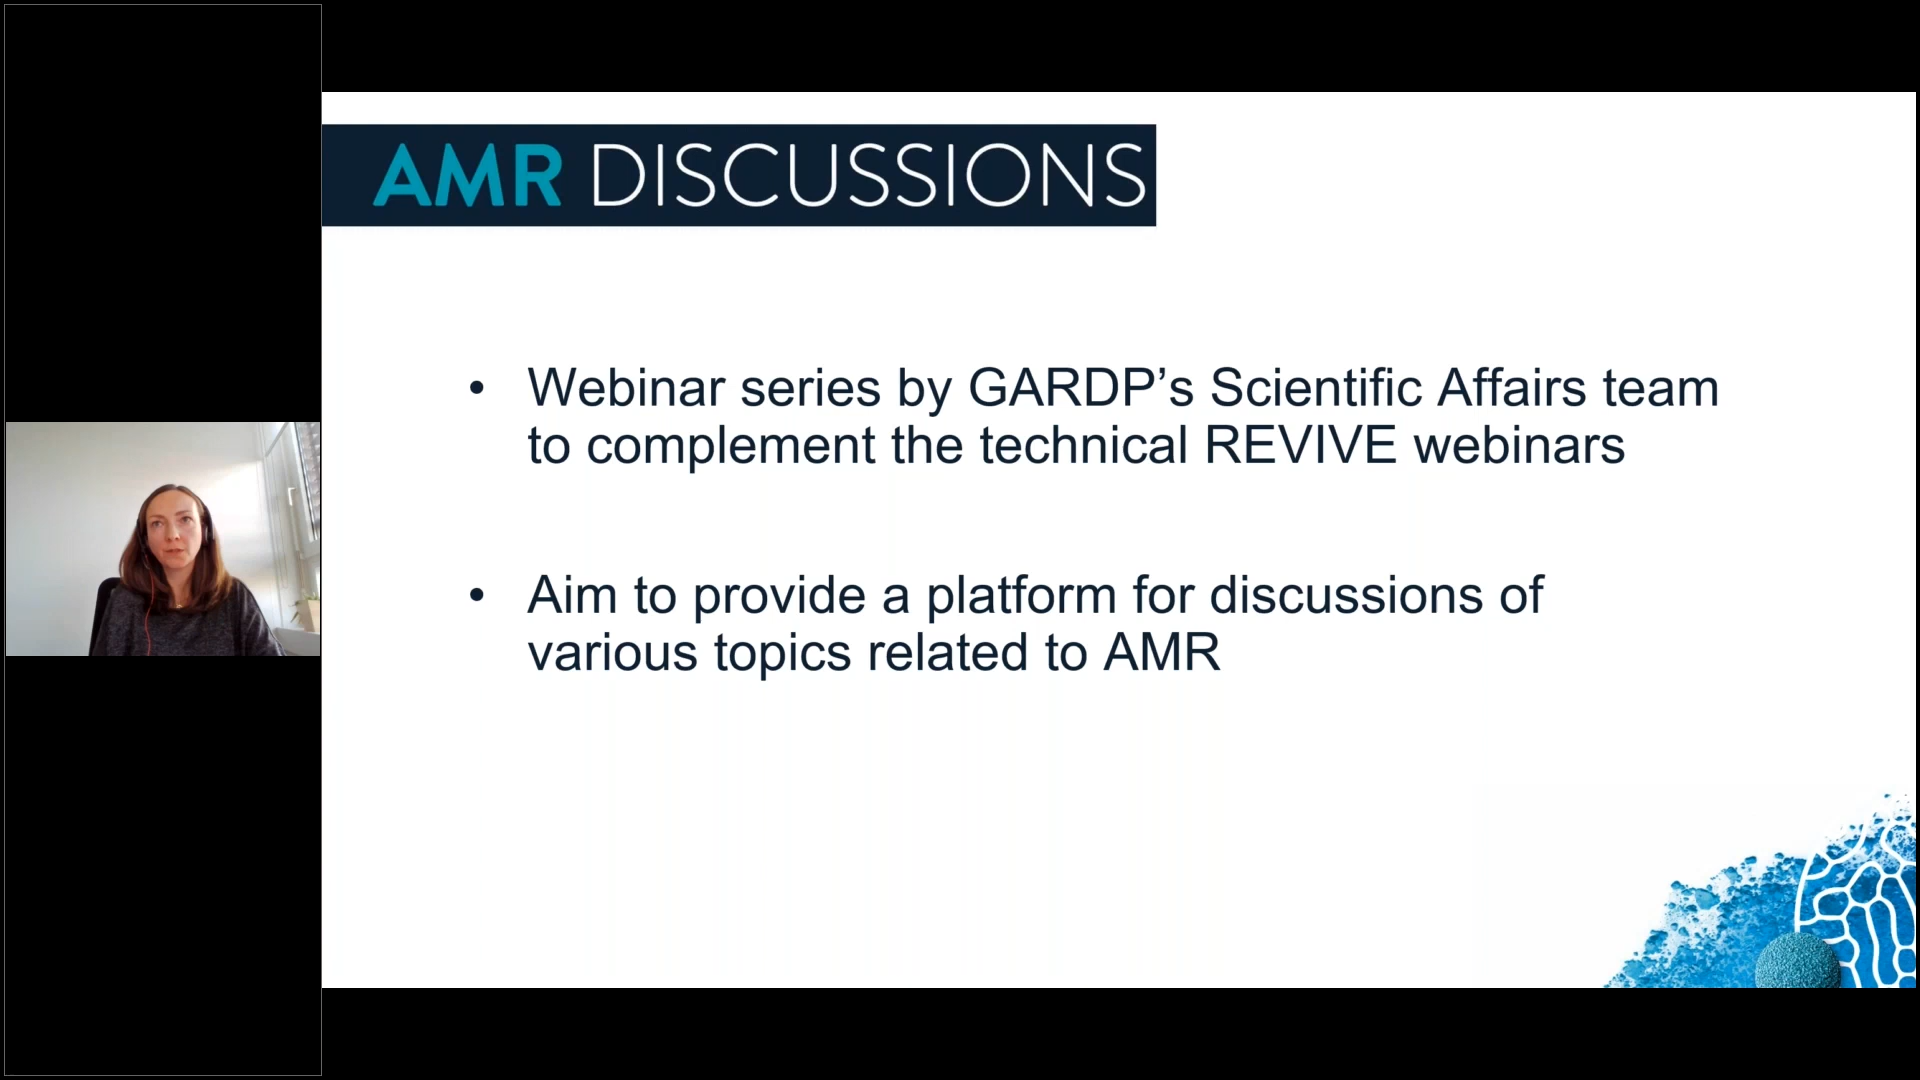 AMR DISCUSSIONS
• Webinar series by GARDP’s Scientific Affairs team
to complement the technical REVIVE webinars
• Aim to provide a platform for discussions of
various topics related to AMR